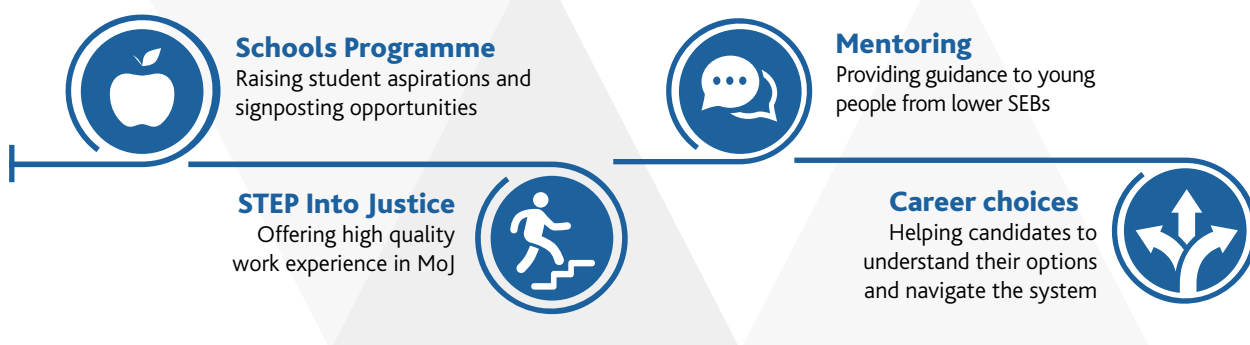 Schools Programme
Raising student aspirations and
signposting opportunities
STEP Into Justice
Offering high quality
work experience in MoJ
Mentoring
Providing guidance to young
people from lower SEBs
Career choices
Helping candidates to
understand their options
and navigate the system